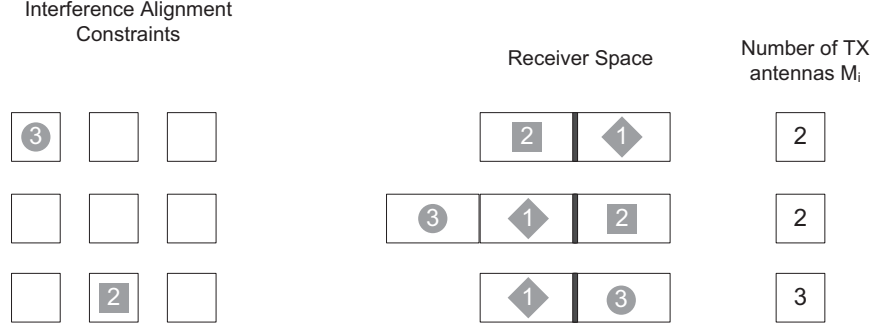 Interference Alignment
Constraints
Receiver Space
Number of TX
antennas Mi
3
2 1
2
3 1 2
2
2
1 3
3